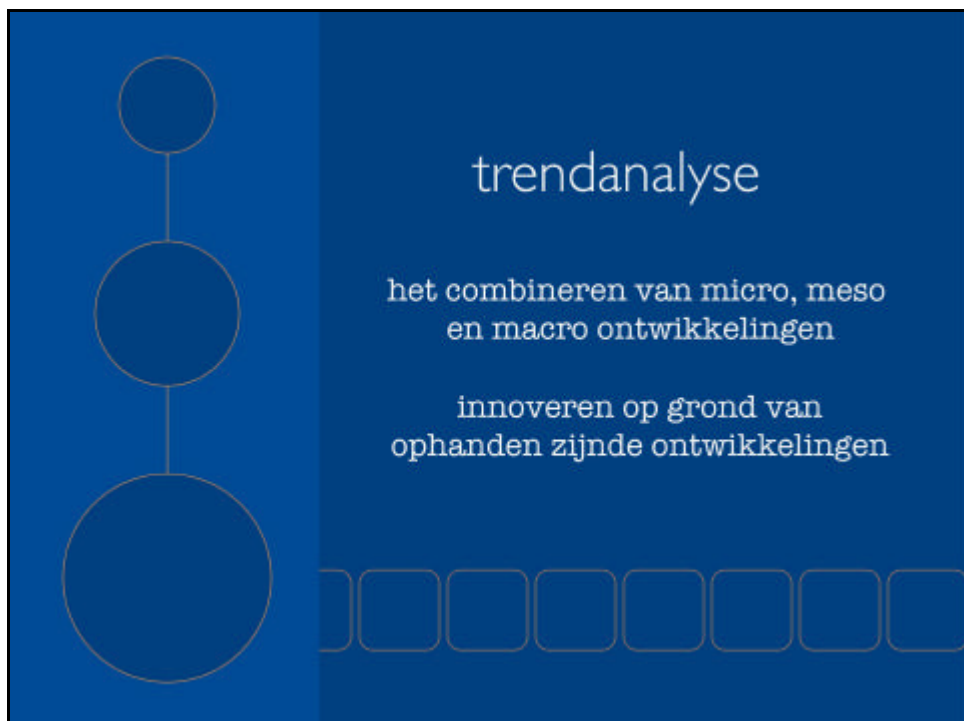 trendanalyse
het combineren van micro, meso
en macro ontwikkelingen
innoveren op grond van
ophanden zijnde ontwikkelingen